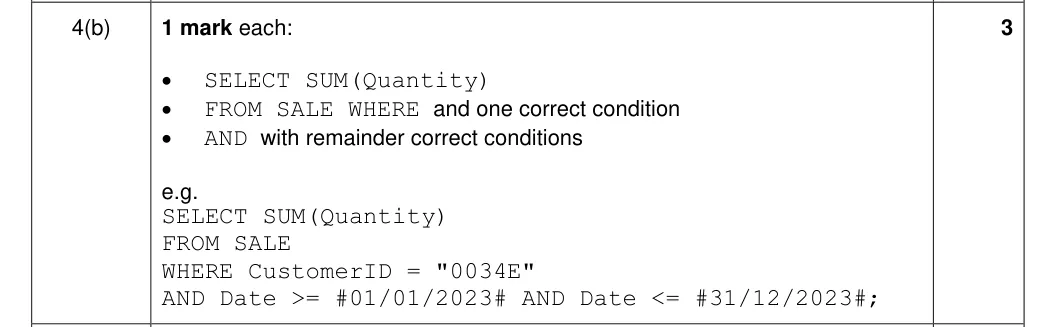 4(b) 1 mark each: 3
• SELECT SUM(Quantity)
• FROM SALE WHERE and one correct condition
• AND with remainder correct conditions
e.g.
SELECT SUM(Quantity)
FROM SALE
WHERE CustomerID = "0034E"
AND Date >= #01/01/2023# AND Date <= #31/12/2023#;